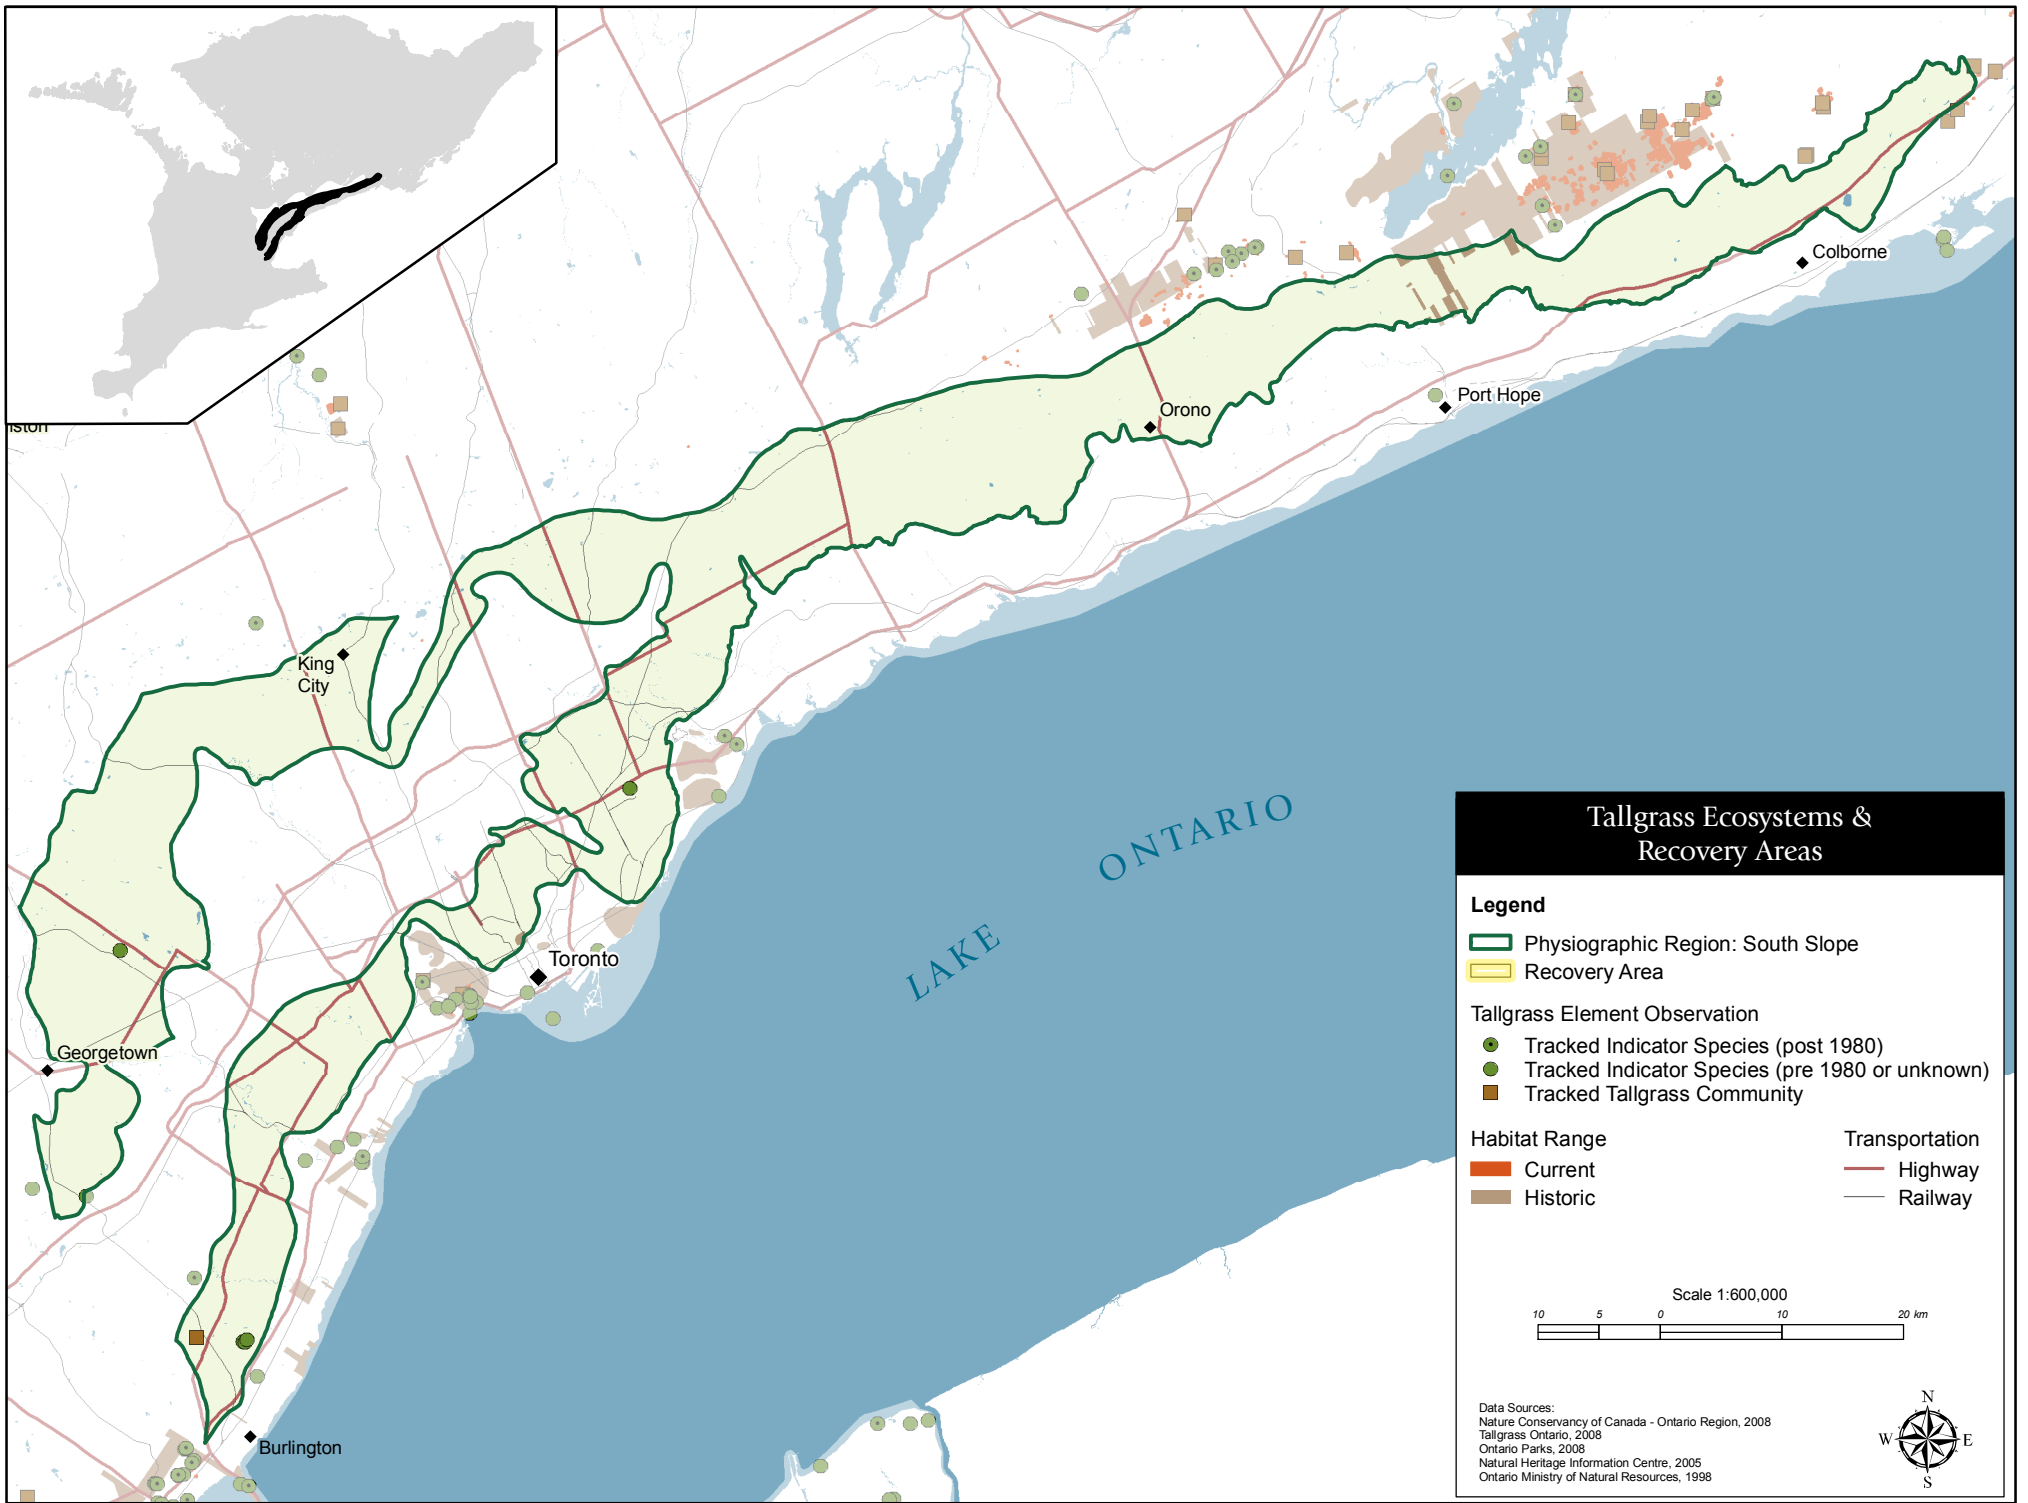 iston
Colborne
Port Hope
Orono
King
City
Toronto
Georgetown
Burlington
LAKE ONTARIO
Tallgrass Ecosystems &
Recovery Areas
Legend
Physiographic Region: South Slope
Recovery Area
Tallgrass Element Observation
Tracked Indicator Species (post 1980)
Tracked Indicator Species (pre 1980 or unknown)
Tracked Tallgrass Community
Habitat Range
Current
Historic
Transportation
Highway
Railway
Scale 1:600,000
10 5 0 10 20 km
Data Sources:
Nature Conservancy of Canada - Ontario Region, 2008
Tallgrass Ontario, 2008
Ontario Parks, 2008
Natural Heritage Information Centre, 2005
Ontario Ministry of Natural Resources, 1998
N
W E
S